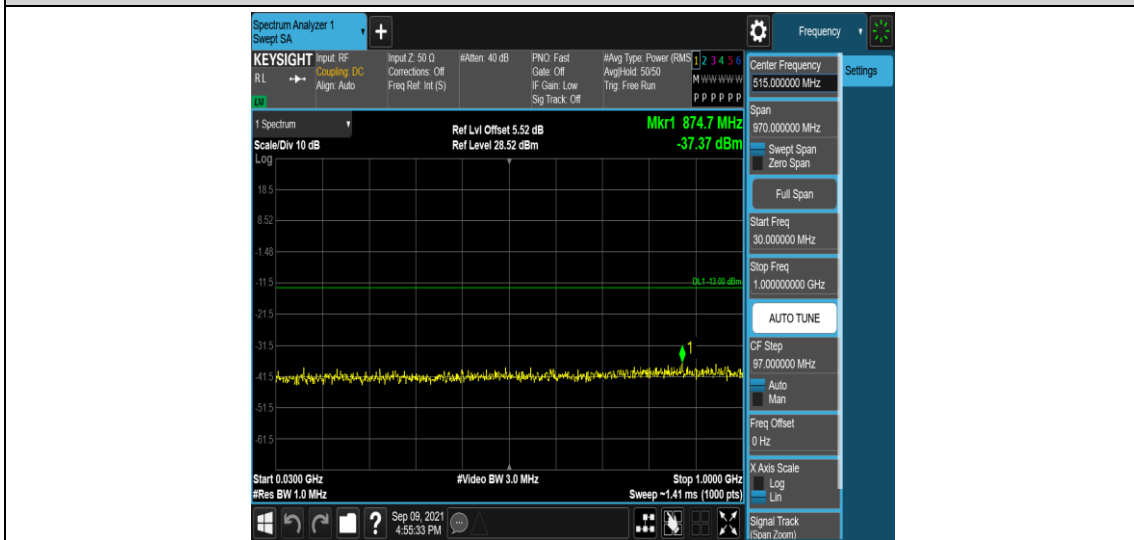 Spectrum Analyzer 1
Swept SA
+
Frequency
KEYSIGHT
RL
LXI
Input: RF
Coupling: DC
Align: Auto
Input Z: 50 Ω
Corrections: Off
Freq Ref: Int (S)
#Atten: 40 dB
PNO: Fast
Gate: Off
IF Gain: Low
Sig Track: Off
#Avg Type: Power (RMS
Avg|Hold: 50/50
Trig: Free Run
1 2 3 4 5 6
M W W W W W
P P P P P P
1 Spectrum
Scale/Div 10 dB
Ref Lvl Offset 5.52 dB
Ref Level 28.52 dBm
Mkr1 874.7 MHz
-37.37 dBm
Log
18.5
8.52
-1.48
-11.5
DL1 -13.00 dBm
-21.5
-31.5
1
-41.5
-51.5
-61.5
Start 0.0300 GHz
#Res BW 1.0 MHz
#Video BW 3.0 MHz
Stop 1.0000 GHz
Sweep ~1.41 ms (1000 pts)
Center Frequency
515.000000 MHz
Settings
Span
970.000000 MHz
Swept Span
Zero Span
Full Span
Start Freq
30.000000 MHz
Stop Freq
1.000000000 GHz
AUTO TUNE
CF Step
97.000000 MHz
Auto
Man
Freq Offset
0 Hz
X Axis Scale
Log
Lin
Signal Track
(Span Zoom)
?
Sep 09, 2021
4:55:33 PM